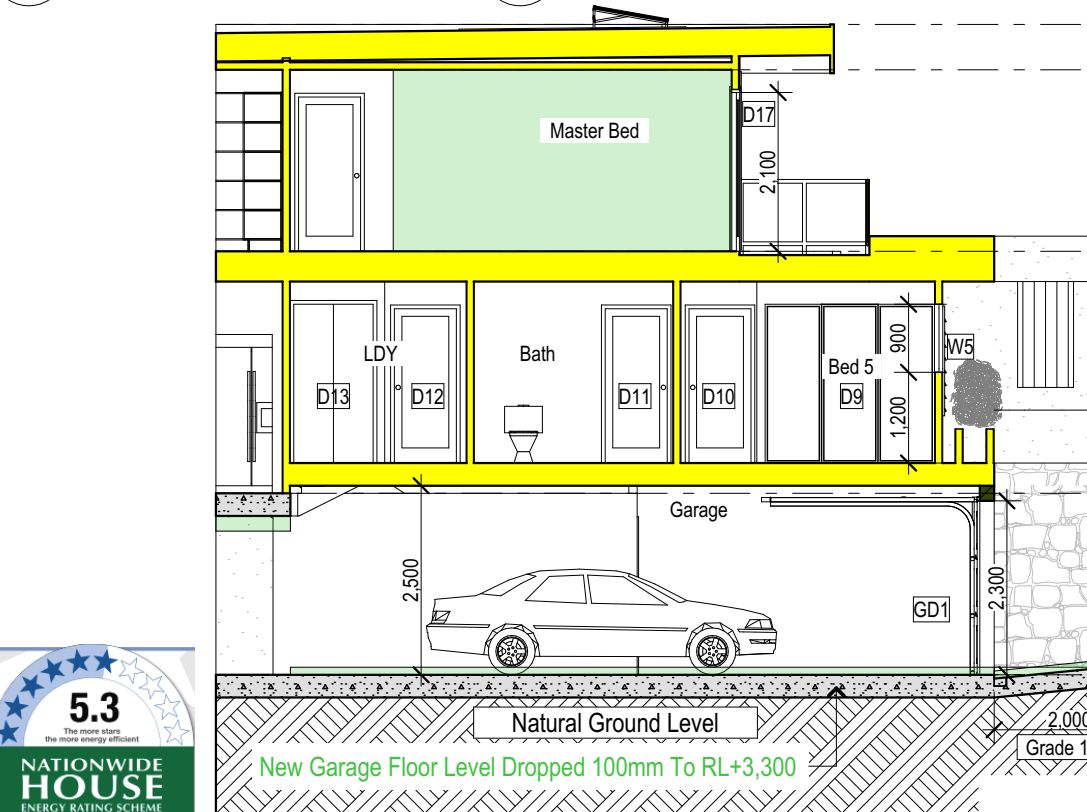 Master Bed
D17
2,100
LDY
Bath
Bed 5
900
W5
D13
D12
D11
D10
D9
1,200
Garage
2,500
2,300
GD1
5.3
The more stars
the more energy efficient
NATIONWIDE
HOUSE
ENERGY RATING SCHEME
Natural Ground Level
2,000
Grade 1
New Garage Floor Level Dropped 100mm To RL+3,300